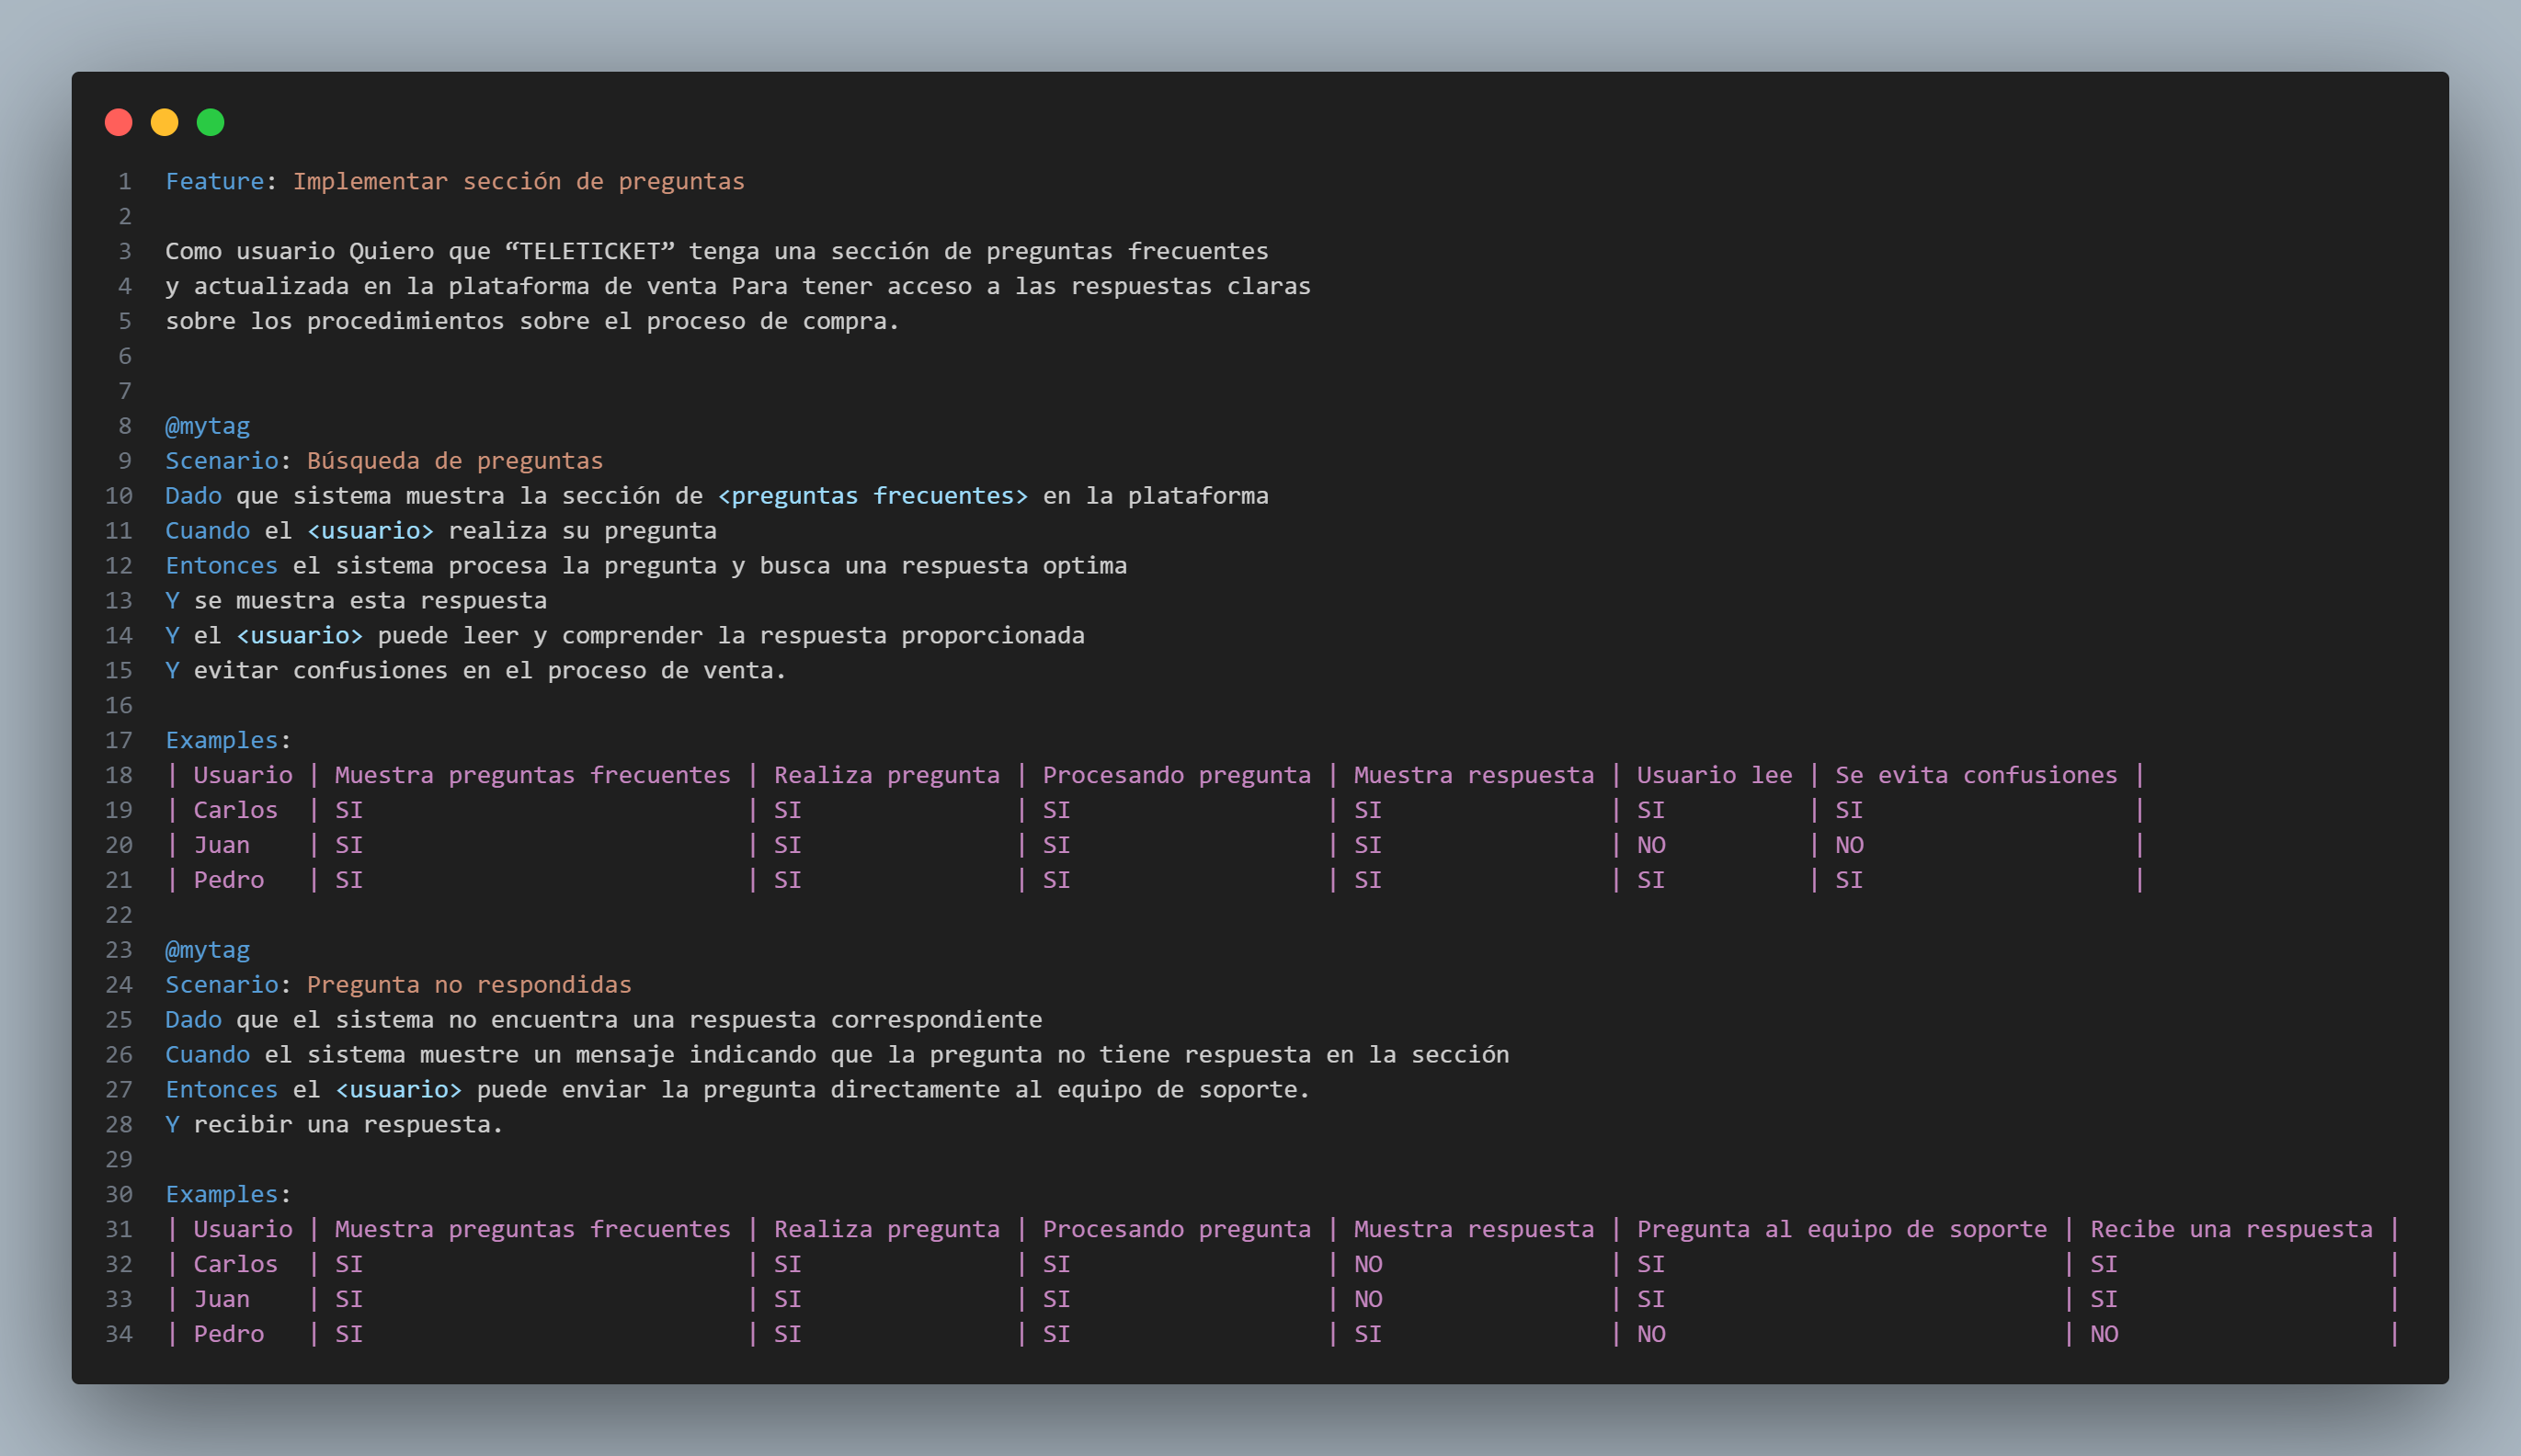 1 Feature: Implementar sección de preguntas
2
3 Como usuario Quiero que “TELETICKET” tenga una sección de preguntas frecuentes
4 y actualizada en la plataforma de venta Para tener acceso a las respuestas claras
5 sobre los procedimientos sobre el proceso de compra.
6
7
8 @mytag
9 Scenario: Búsqueda de preguntas
10 Dado que sistema muestra la sección de <preguntas frecuentes> en la plataforma
11 Cuando el <usuario> realiza su pregunta
12 Entonces el sistema procesa la pregunta y busca una respuesta optima
13 Y se muestra esta respuesta
14 Y el <usuario> puede leer y comprender la respuesta proporcionada
15 Y evitar confusiones en el proceso de venta.
16
17 Examples:
18 | Usuario | Muestra preguntas frecuentes | Realiza pregunta | Procesando pregunta | Muestra respuesta | Usuario lee | Se evita confusiones |
19 | Carlos | SI | SI | SI | SI | SI | SI |
20 | Juan | SI | SI | SI | SI | NO | NO |
21 | Pedro | SI | SI | SI | SI | SI | SI |
22
23 @mytag
24 Scenario: Pregunta no respondidas
25 Dado que el sistema no encuentra una respuesta correspondiente
26 Cuando el sistema muestre un mensaje indicando que la pregunta no tiene respuesta en la sección
27 Entonces el <usuario> puede enviar la pregunta directamente al equipo de soporte.
28 Y recibir una respuesta.
29
30 Examples:
31 | Usuario | Muestra preguntas frecuentes | Realiza pregunta | Procesando pregunta | Muestra respuesta | Pregunta al equipo de soporte | Recibe una respuesta |
32 | Carlos | SI | SI | SI | NO | SI | SI |
33 | Juan | SI | SI | SI | NO | SI | SI |
34 | Pedro | SI | SI | SI | SI | NO | NO |